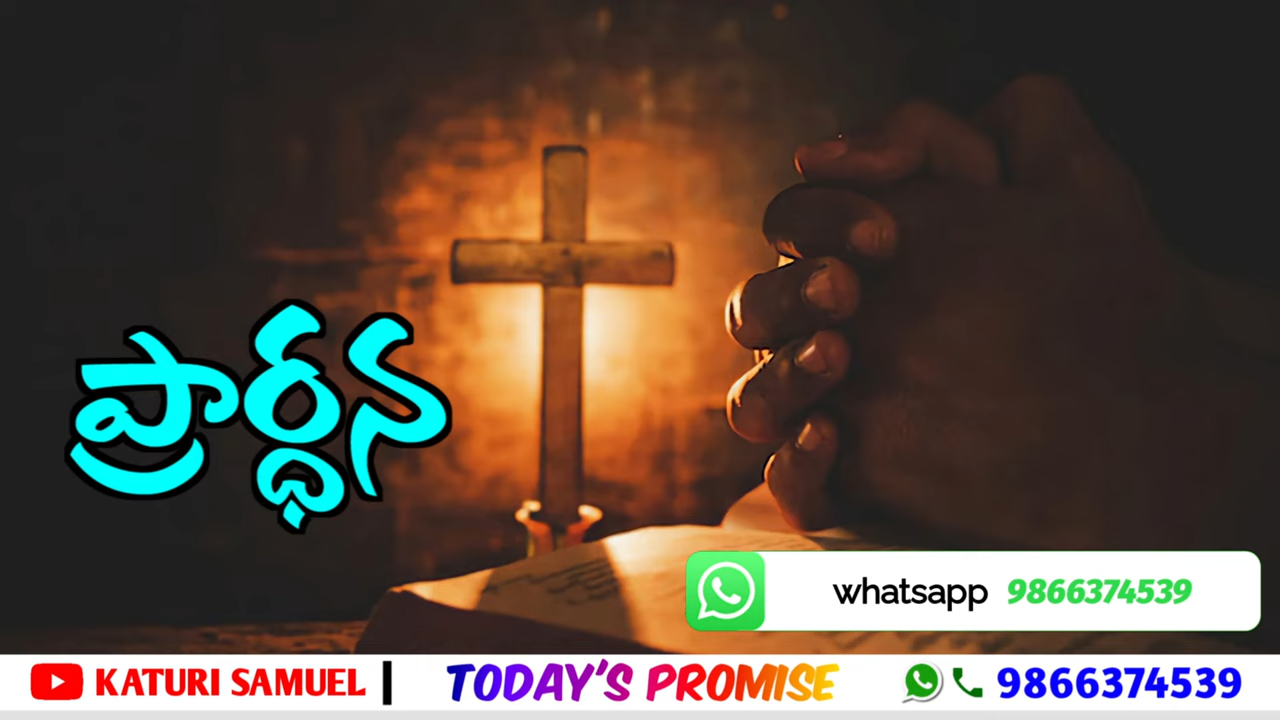 ప్రార్థన
whatsapp 9866374539
KATURI SAMUEL | TODAY'S PROMISE 9866374539